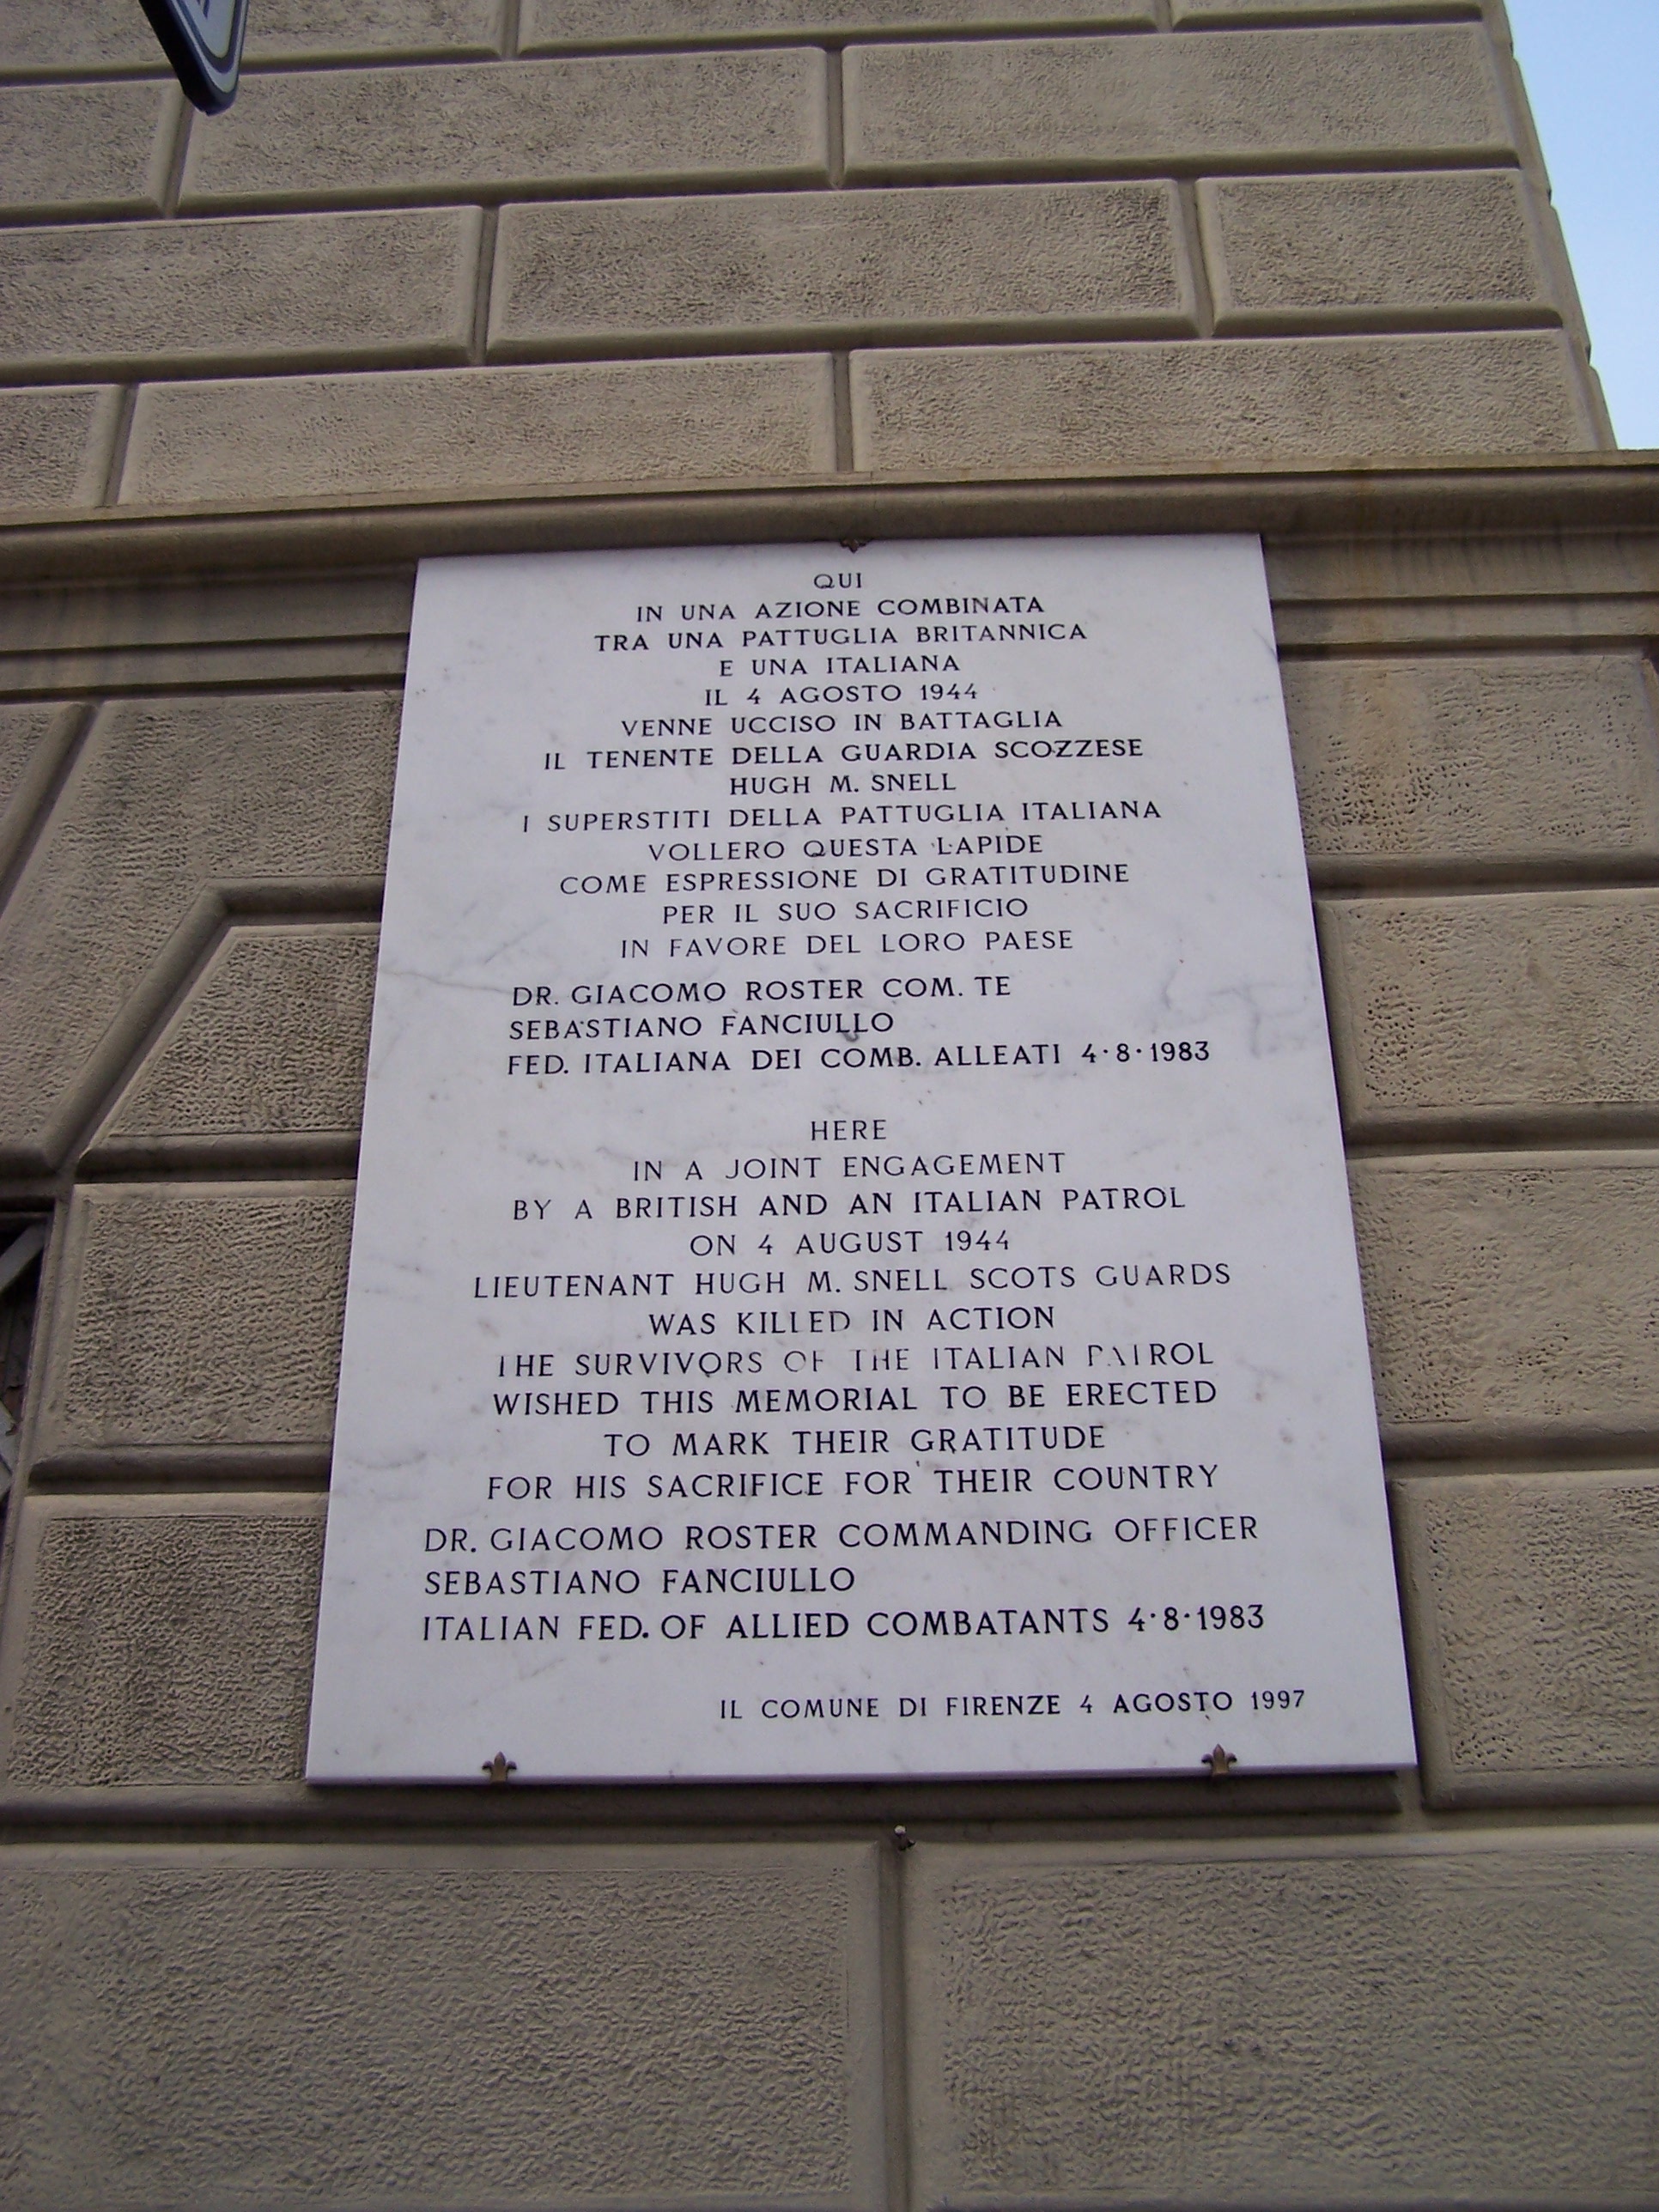 QUI
IN UNA AZIONE COMBINATA
TRA UNA PATTUGLIA BRITANNICA
E UNA ITALIANA
IL 4 AGOSTO 1944
VENNE UCCISO IN BATTAGLIA
IL TENENTE DELLA GUARDIA SCOZZESE
HUGH M. SNELL
I SUPERSTITI DELLA PATTUGLIA ITALIANA
VOLLERO QUESTA LAPIDE
COME ESPRESSIONE DI GRATITUDINE
PER IL SUO SACRIFICIO
IN FAVORE DEL LORO PAESE
DR. GIACOMO ROSTER COM. TE
SEBASTIANO FANCIULLO
FED. ITALIANA DEI COMB. ALLEATI 4·8·1983
HERE
IN A JOINT ENGAGEMENT
BY A BRITISH AND AN ITALIAN PATROL
ON 4 AUGUST 1944
LIEUTENANT HUGH M. SNELL SCOTS GUARDS
WAS KILLED IN ACTION
THE SURVIVORS OF THE ITALIAN PATROL
WISHED THIS MEMORIAL TO BE ERECTED
TO MARK THEIR GRATITUDE
FOR HIS SACRIFICE FOR THEIR COUNTRY
DR. GIACOMO ROSTER COMMANDING OFFICER
SEBASTIANO FANCIULLO
ITALIAN FED. OF ALLIED COMBATANTS 4·8·1983
IL COMUNE DI FIRENZE 4 AGOSTO 1997